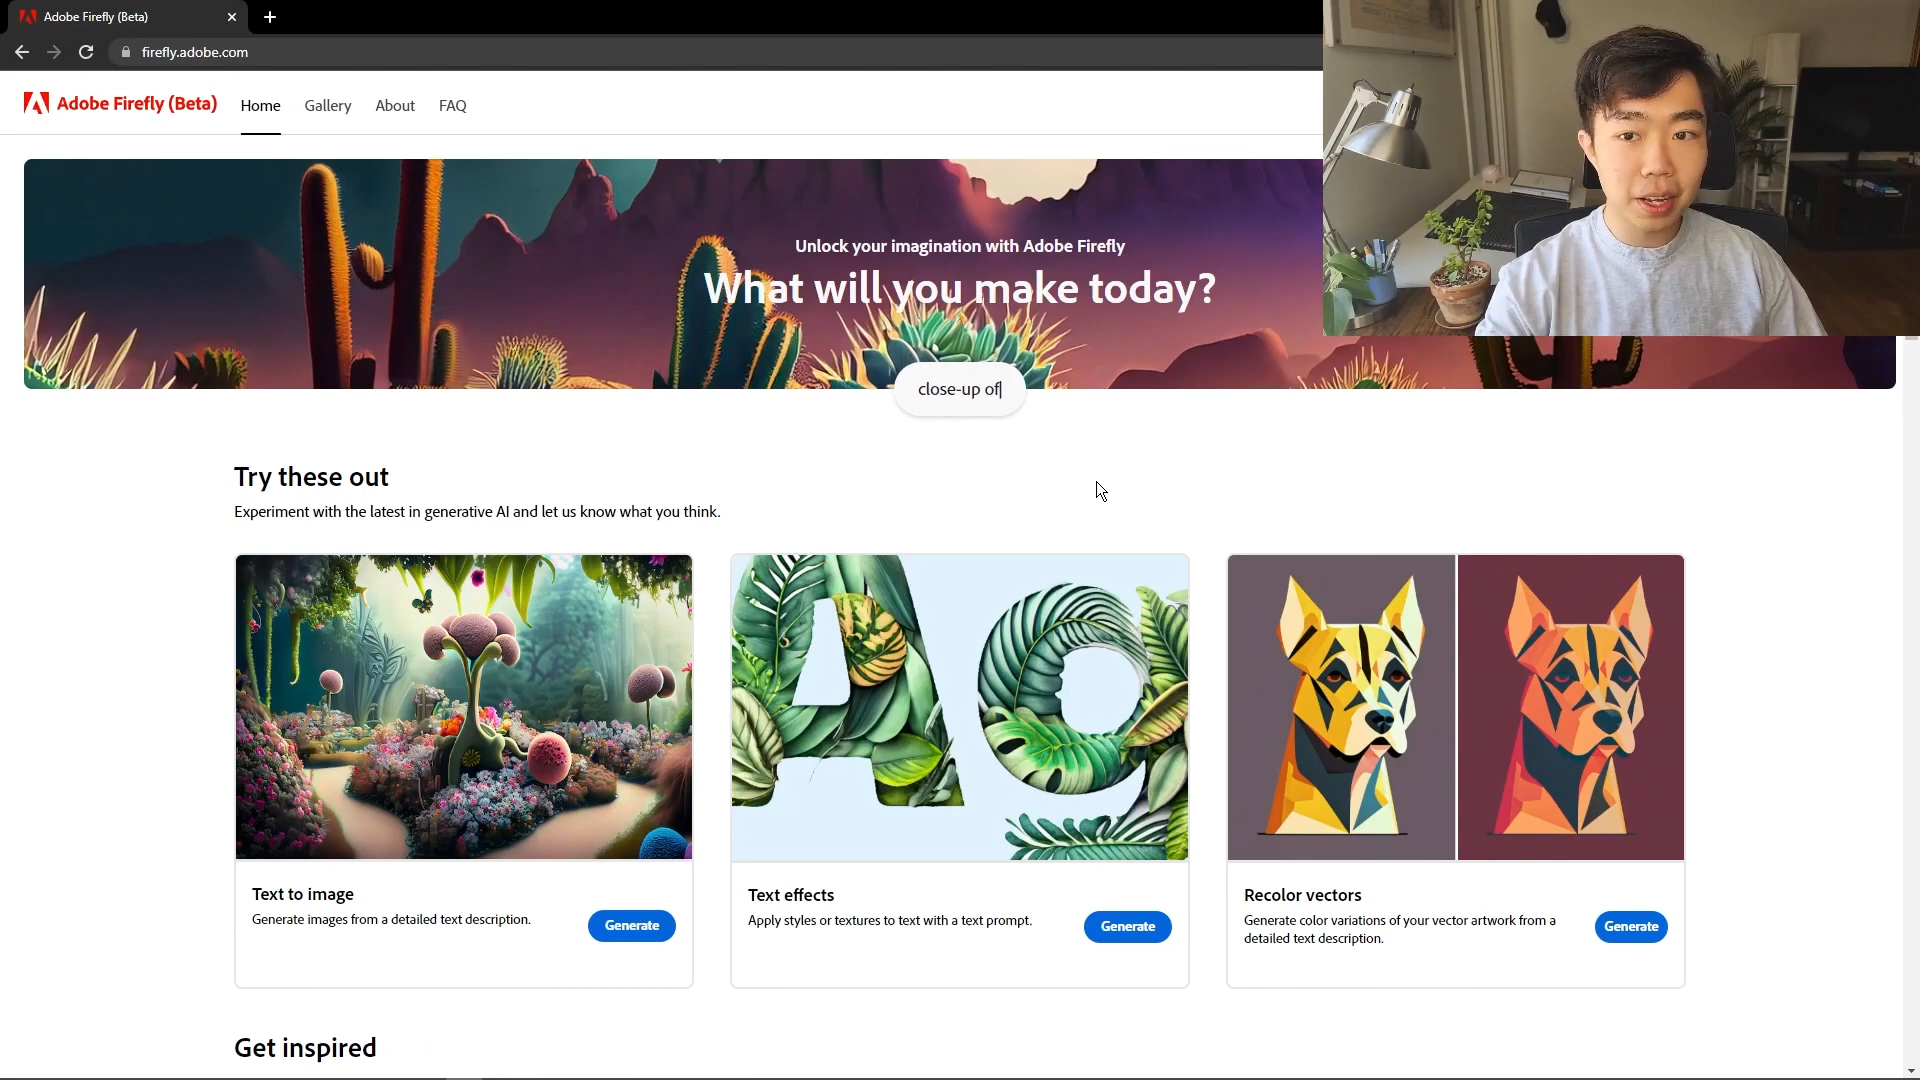 Adobe Firefly (Beta)
firefly.adobe.com
Adobe Firefly (Beta) Home Gallery About FAQ
Unlock your imagination with Adobe Firefly
What will you make today?
close-up of
Try these out
Experiment with the latest in generative AI and let us know what you think.
Text to image
Generate images from a detailed text description.
Generate
Text effects
Apply styles or textures to text with a text prompt.
Generate
Recolor vectors
Generate color variations of your vector artwork from a
detailed text description.
Generate
Get inspired